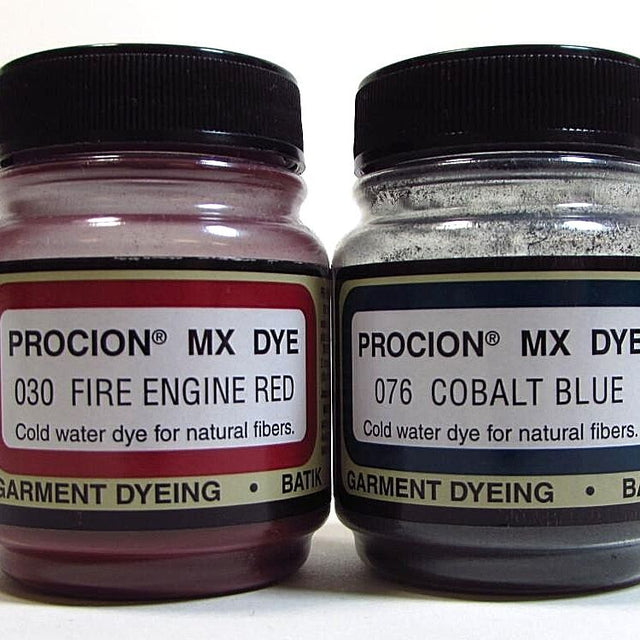 PROCION® MX DYE
030 FIRE ENGINE RED
Cold water dye for natural fibers.
GARMENT DYEING • BATIK
PROCION® MX DYE
076 COBALT BLUE
Cold water dye for natural fibers.
GARMENT DYEING • BA